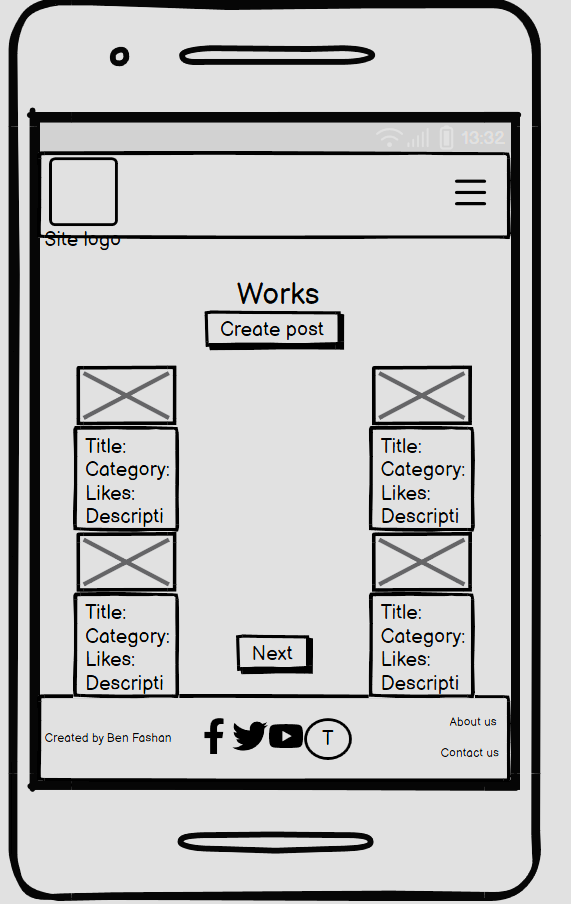 13:32
Site logo
Works
Create post
Title:
Category:
Likes:
Descripti
Title:
Category:
Likes:
Descripti
Title:
Category:
Likes:
Descripti
Title:
Category:
Likes:
Descripti
Next
Created by Ben Fashan
T
About us
Contact us